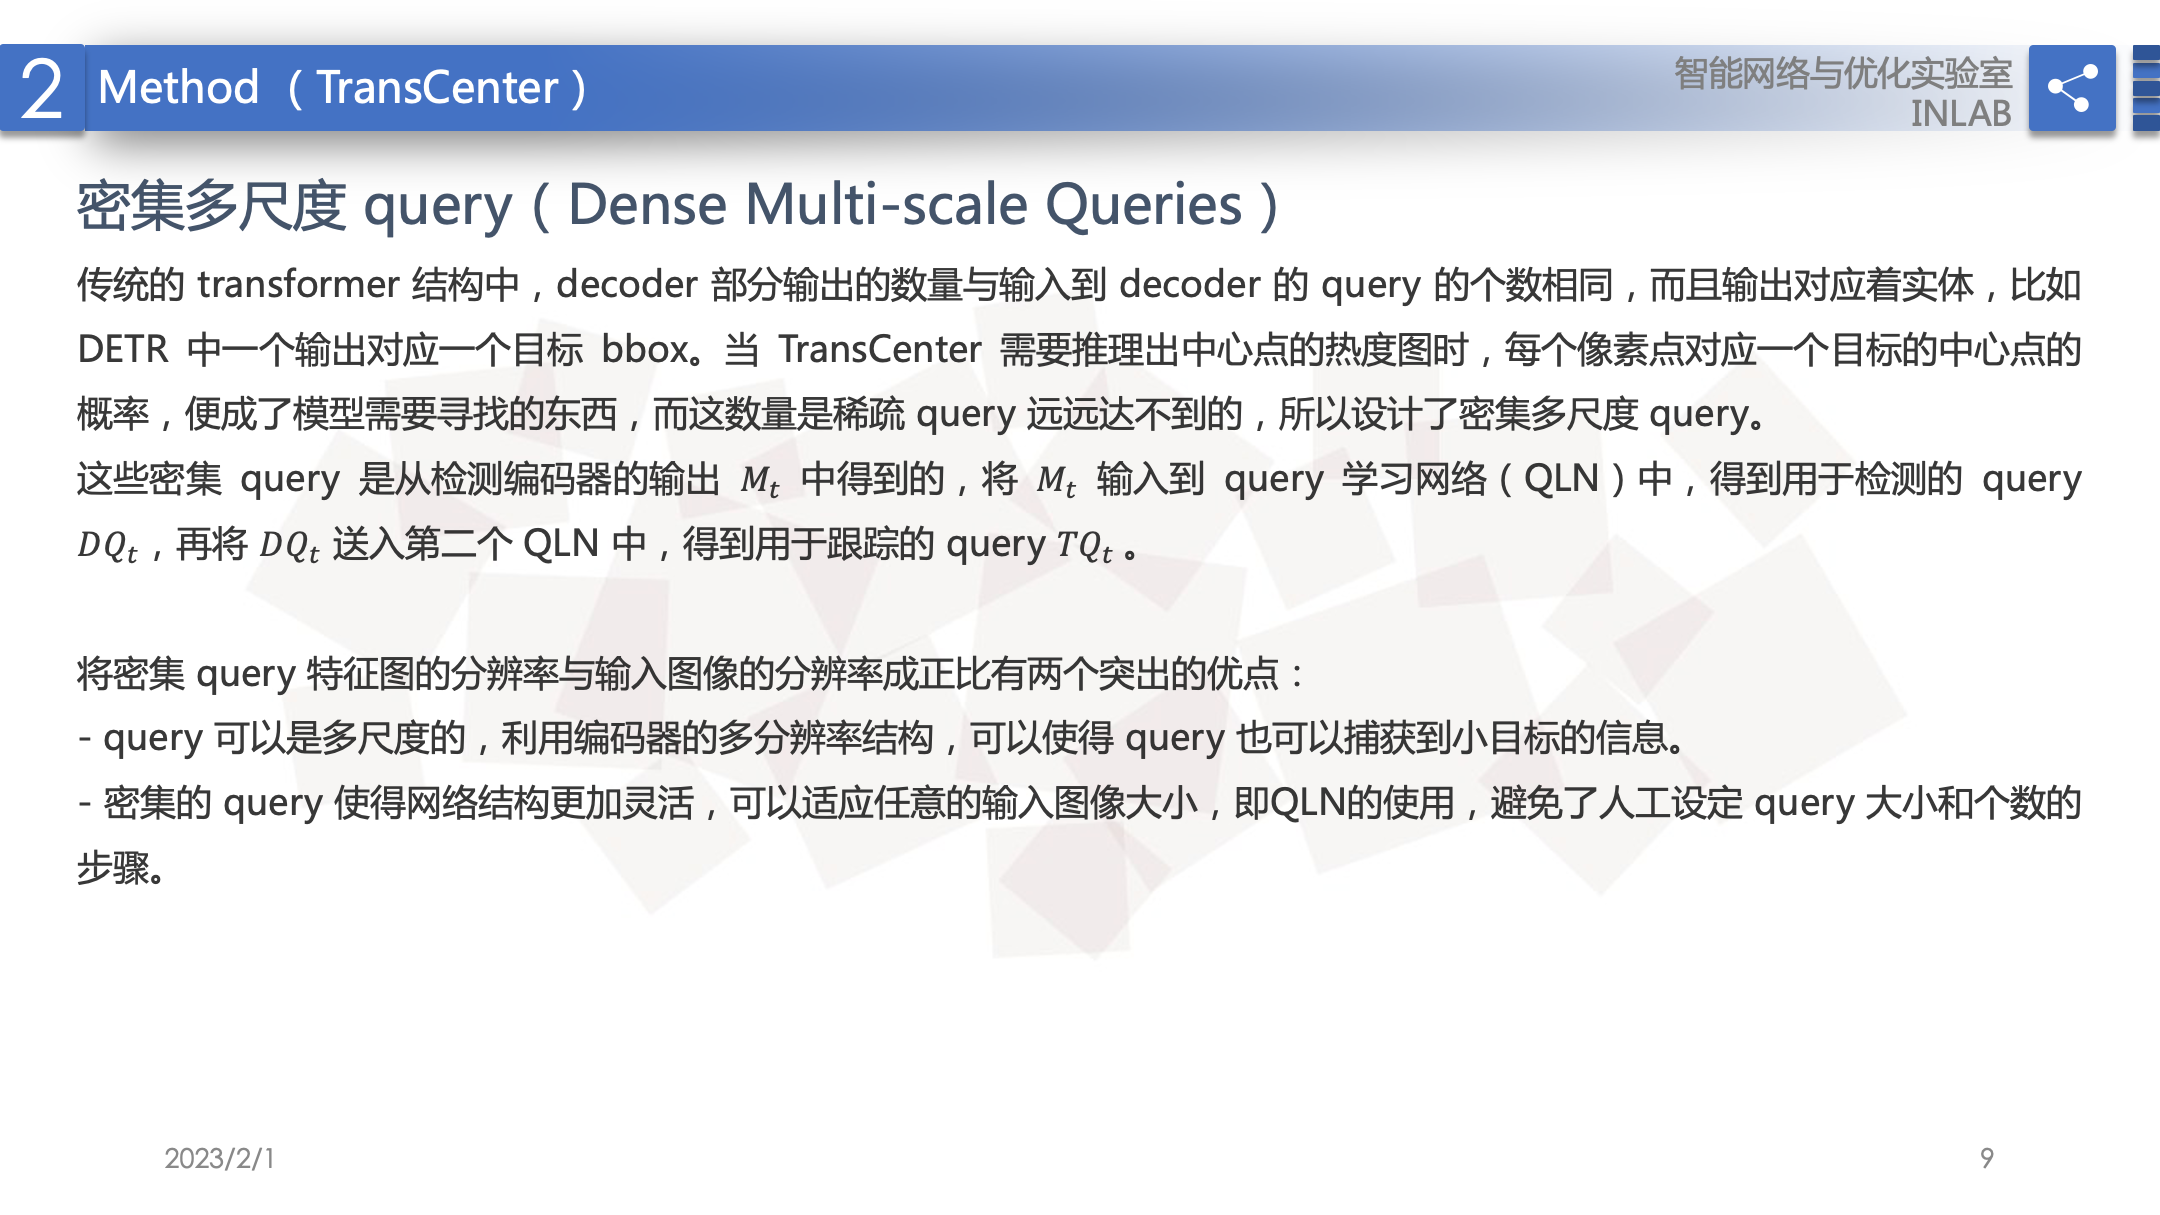 2
Method （TransCenter）
智能网络与优化实验室
INLAB
密集多尺度 query（Dense Multi-scale Queries）
传统的 transformer 结构中，decoder 部分输出的数量与输入到 decoder 的 query 的个数相同，而且输出对应着实体，比如
DETR 中一个输出对应一个目标 bbox。当 TransCenter 需要推理出中心点的热度图时，每个像素点对应一个目标的中心点的
概率，便成了模型需要寻找的东西，而这数量是稀疏 query 远远达不到的，所以设计了密集多尺度 query。
这些密集 query 是从检测编码器的输出 M_t 中得到的，将 M_t 输入到 query 学习网络（QLN）中，得到用于检测的 query
DQ_t，再将 DQ_t 送入第二个 QLN 中，得到用于跟踪的 query TQ_t 。
将密集 query 特征图的分辨率与输入图像的分辨率成正比有两个突出的优点：
- query 可以是多尺度的，利用编码器的多分辨率结构，可以使得 query 也可以捕获到小目标的信息。
- 密集的 query 使得网络结构更加灵活，可以适应任意的输入图像大小，即QLN的使用，避免了人工设定 query 大小和个数的
步骤。
2023/2/1
9